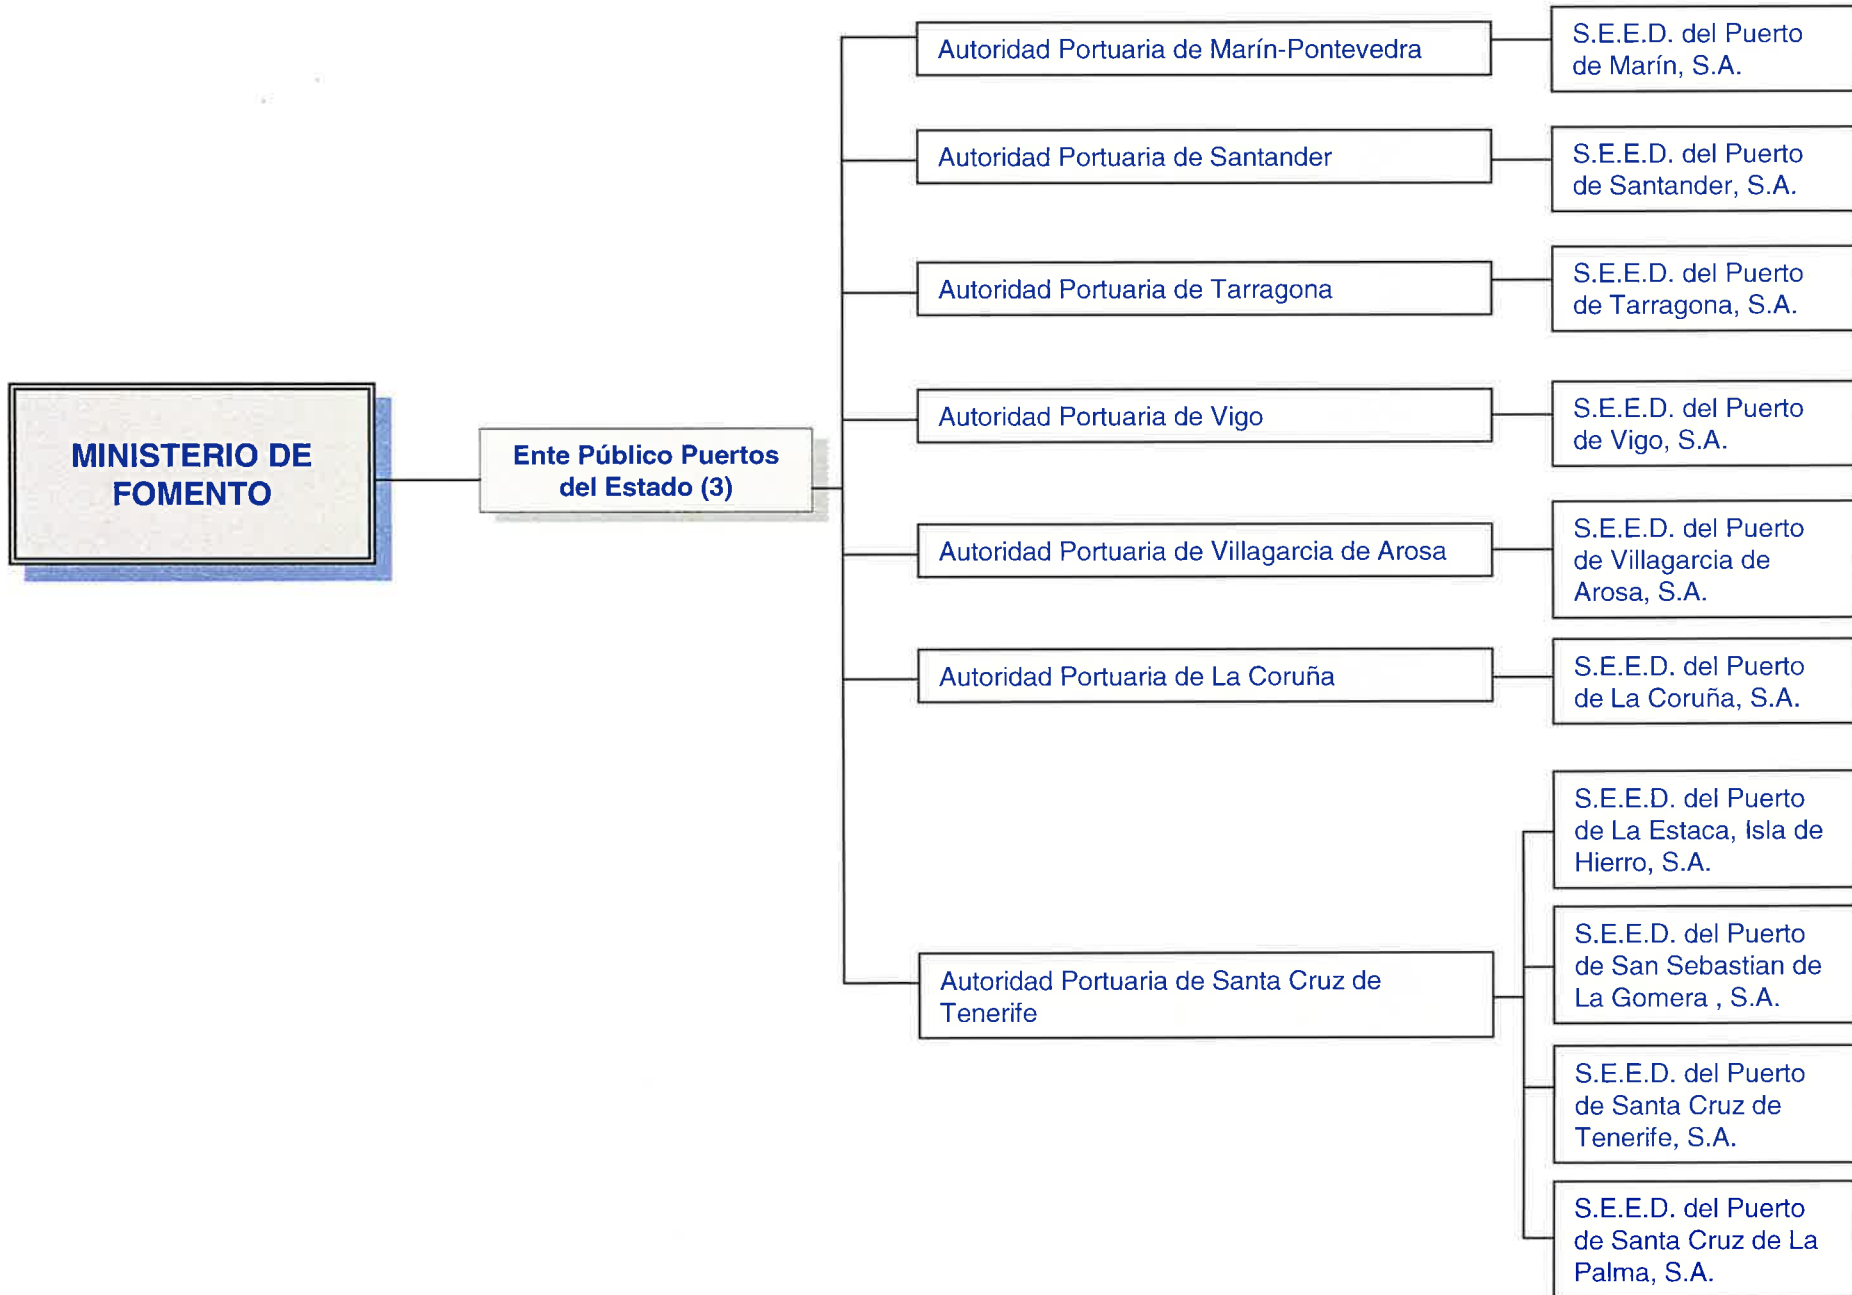 MINISTERIO DE
FOMENTO
Ente Público Puertos
del Estado (3)
Autoridad Portuaria de Marín-Pontevedra
S.E.E.D. del Puerto
de Marín, S.A.
Autoridad Portuaria de Santander
S.E.E.D. del Puerto
de Santander, S.A.
Autoridad Portuaria de Tarragona
S.E.E.D. del Puerto
de Tarragona, S.A.
Autoridad Portuaria de Vigo
S.E.E.D. del Puerto
de Vigo, S.A.
Autoridad Portuaria de Villagarcia de Arosa
S.E.E.D. del Puerto
de Villagarcia de
Arosa, S.A.
Autoridad Portuaria de La Coruña
S.E.E.D. del Puerto
de La Coruña, S.A.
Autoridad Portuaria de Santa Cruz de
Tenerife
S.E.E.D. del Puerto
de La Estaca, Isla de
Hierro, S.A.
S.E.E.D. del Puerto
de San Sebastian de
La Gomera , S.A.
S.E.E.D. del Puerto
de Santa Cruz de
Tenerife, S.A.
S.E.E.D. del Puerto
de Santa Cruz de La
Palma, S.A.